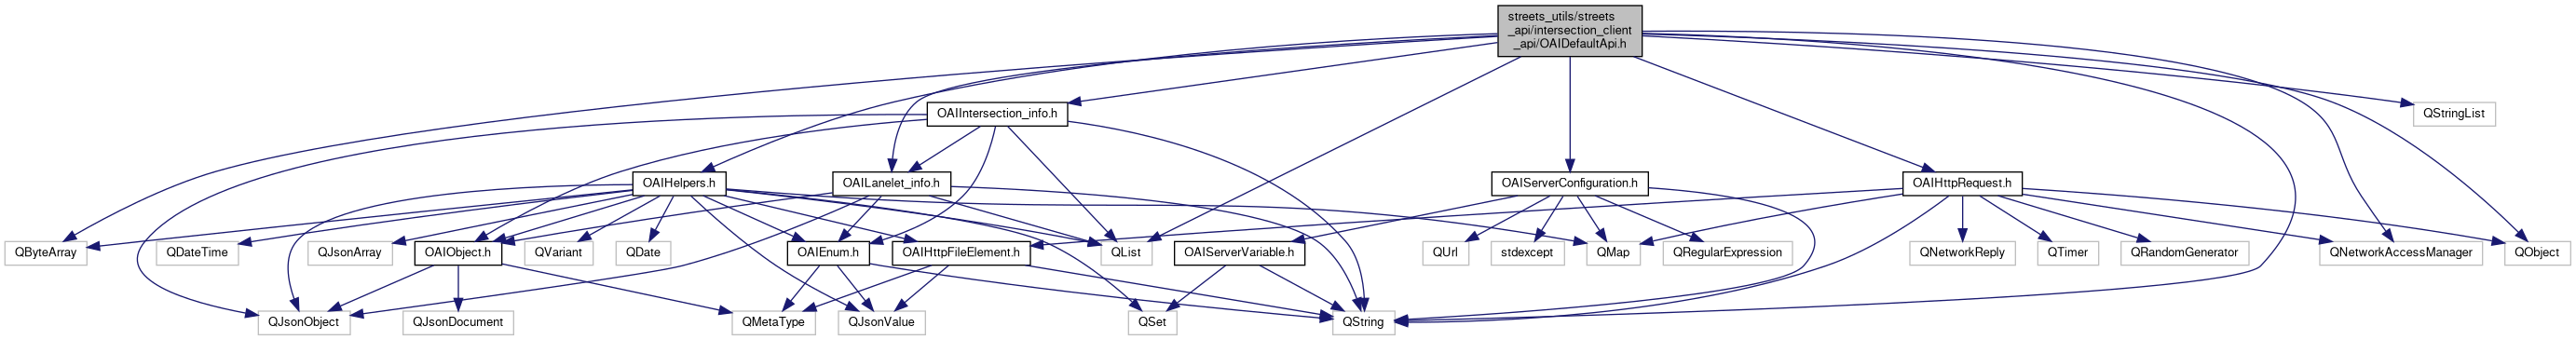 streets_utils/streets
_api/intersection_client
_api/OAIDefaultApi.h
OAIIntersection_info.h
QStringList
OAIHelpers.h
OAILanelet_info.h
OAIServerConfiguration.h
OAIHttpRequest.h
QByteArray
QDateTime
QJsonArray
OAIObject.h
QVariant
QDate
OAIEnum.h
OAIHttpFileElement.h
QList
OAIServerVariable.h
QUrl
stdexcept
QMap
QRegularExpression
QNetworkReply
QTimer
QRandomGenerator
QNetworkAccessManager
QObject
QJsonObject
QJsonDocument
QMetaType
QJsonValue
QSet
QString